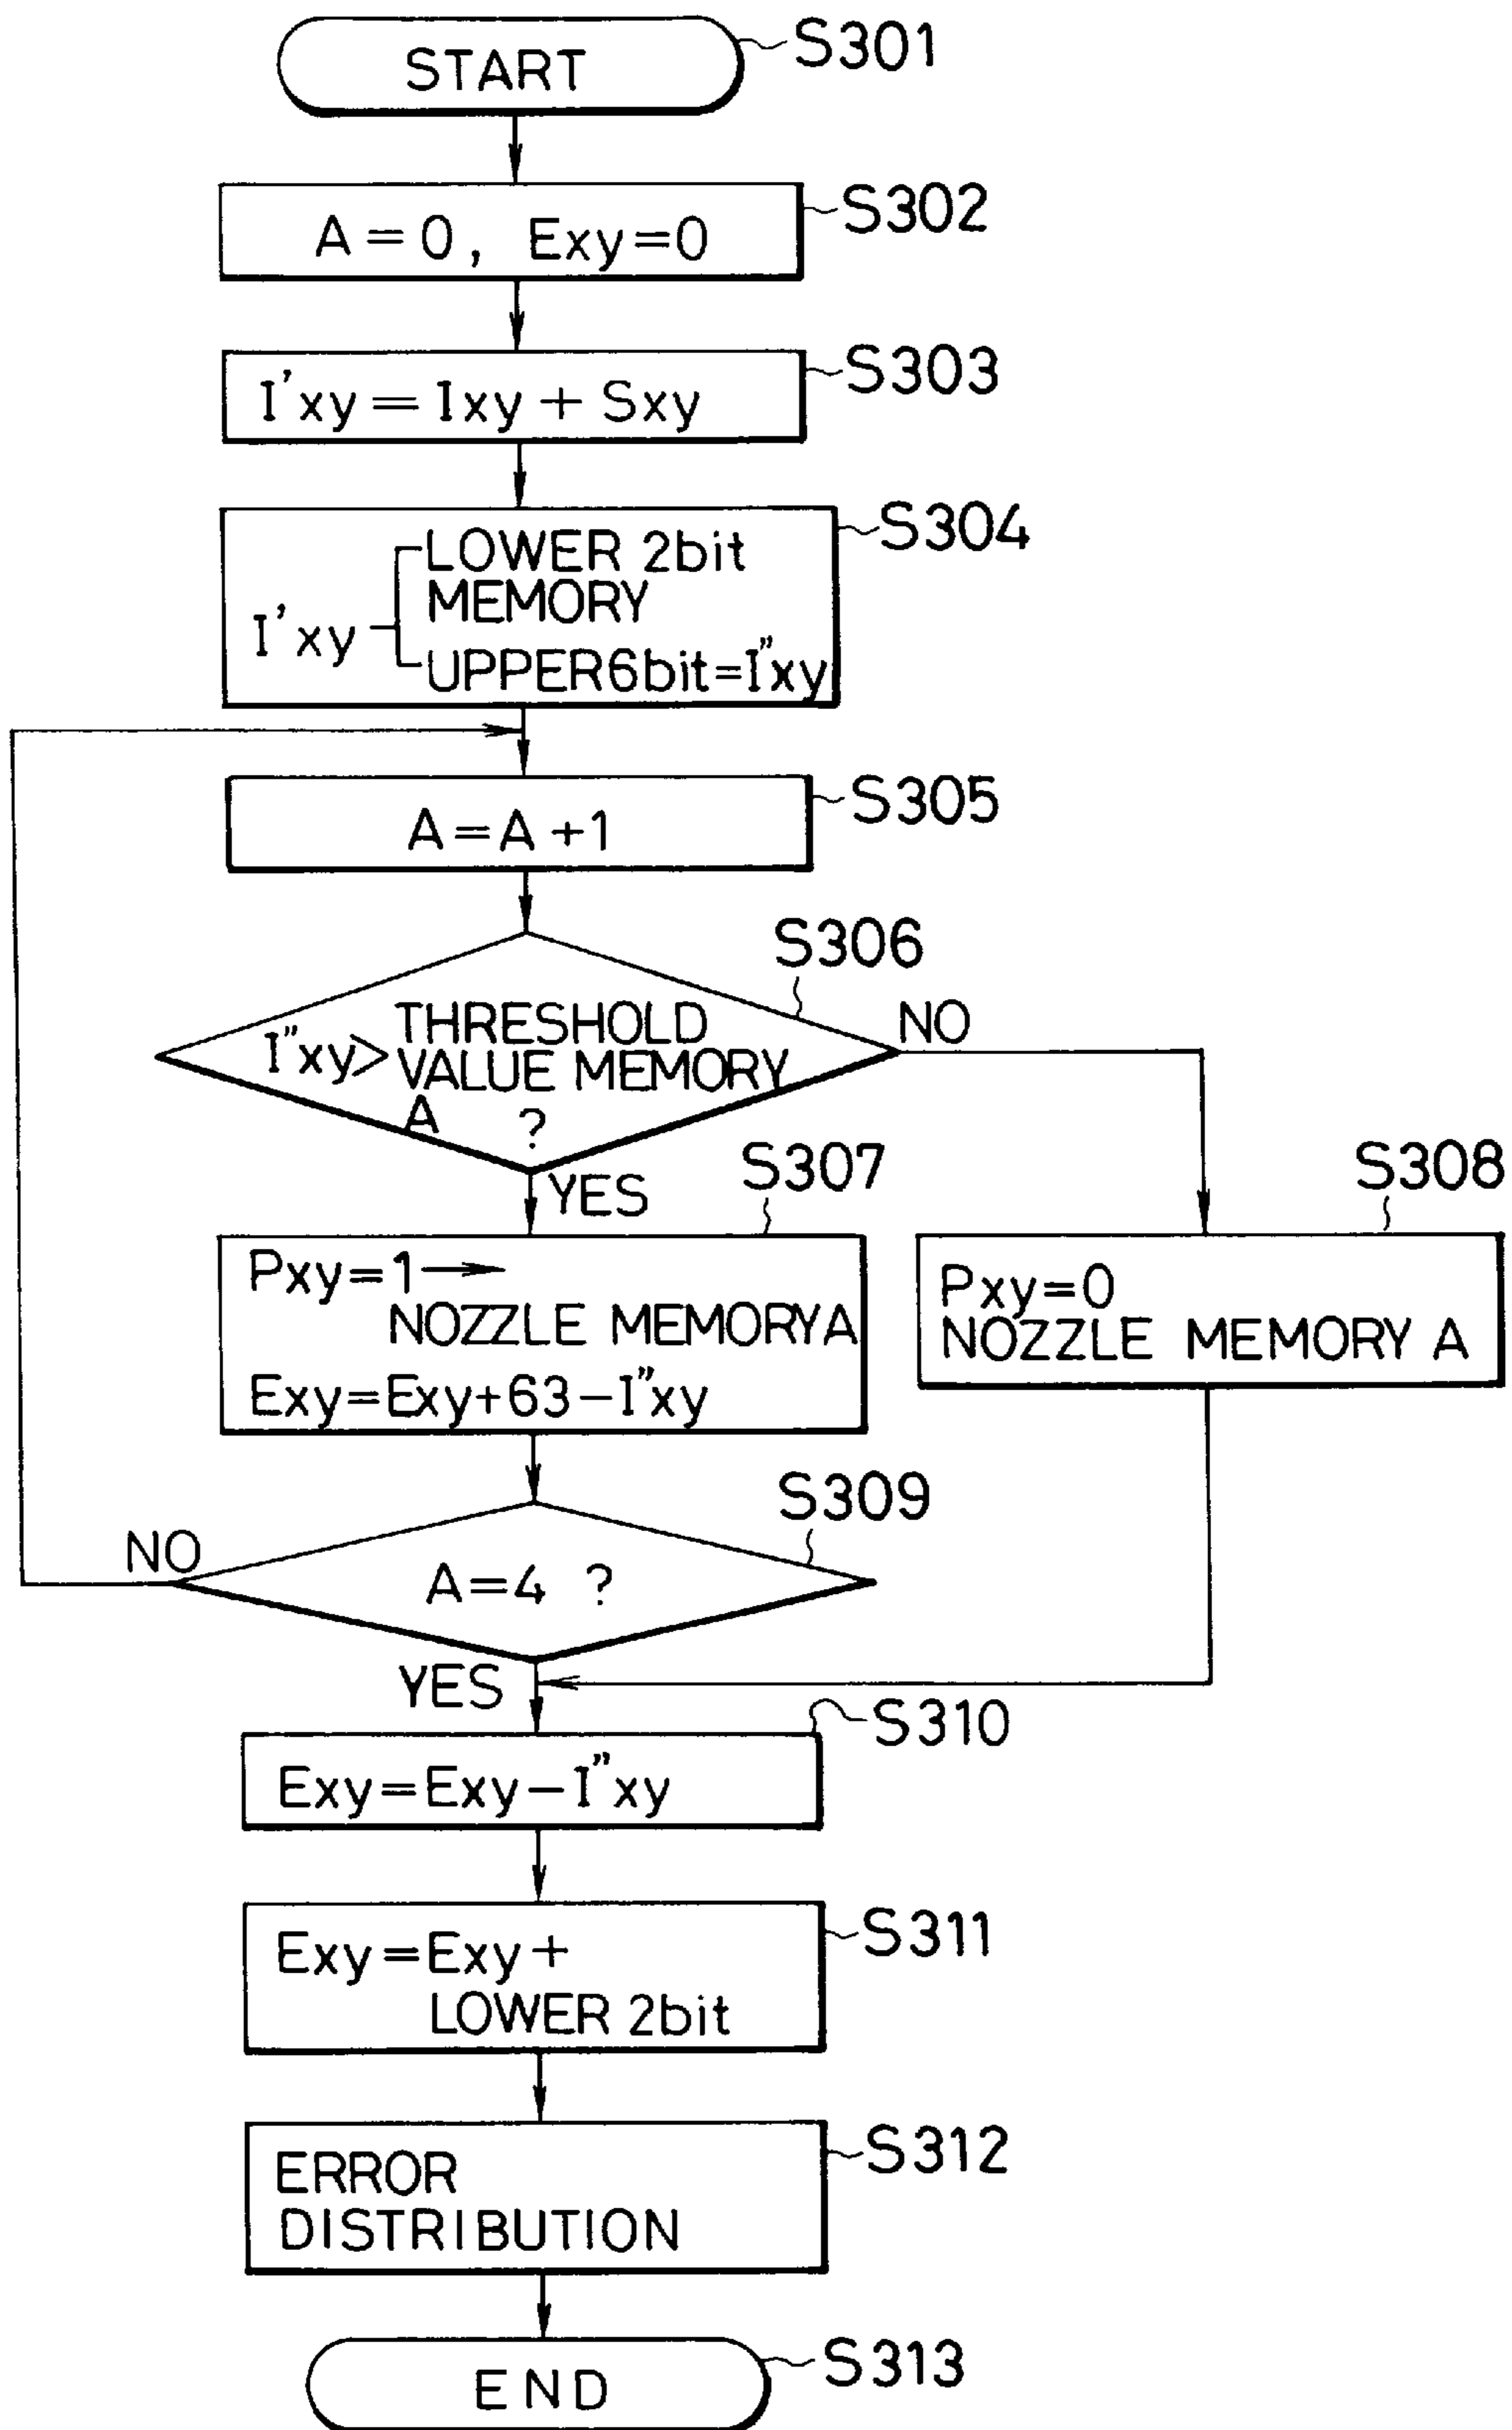 START
S301
A=0, Exy=0
S302
I'xy=Ixy+Sxy
S303
S304
LOWER 2bit
MEMORY
I'xy
UPPER6bit=I"xy
A=A+1
S305
S306
THRESHOLD
I"xy>VALUE MEMORY
A ?
NO
YES
S307
S308
Pxy=1→
NOZZLE MEMORYA
Exy=Exy+63-I"xy
Pxy=0
NOZZLE MEMORY A
S309
NO
A=4 ?
YES
S310
Exy=Exy-I"xy
S311
Exy=Exy+
LOWER 2bit
S312
ERROR
DISTRIBUTION
END
S313